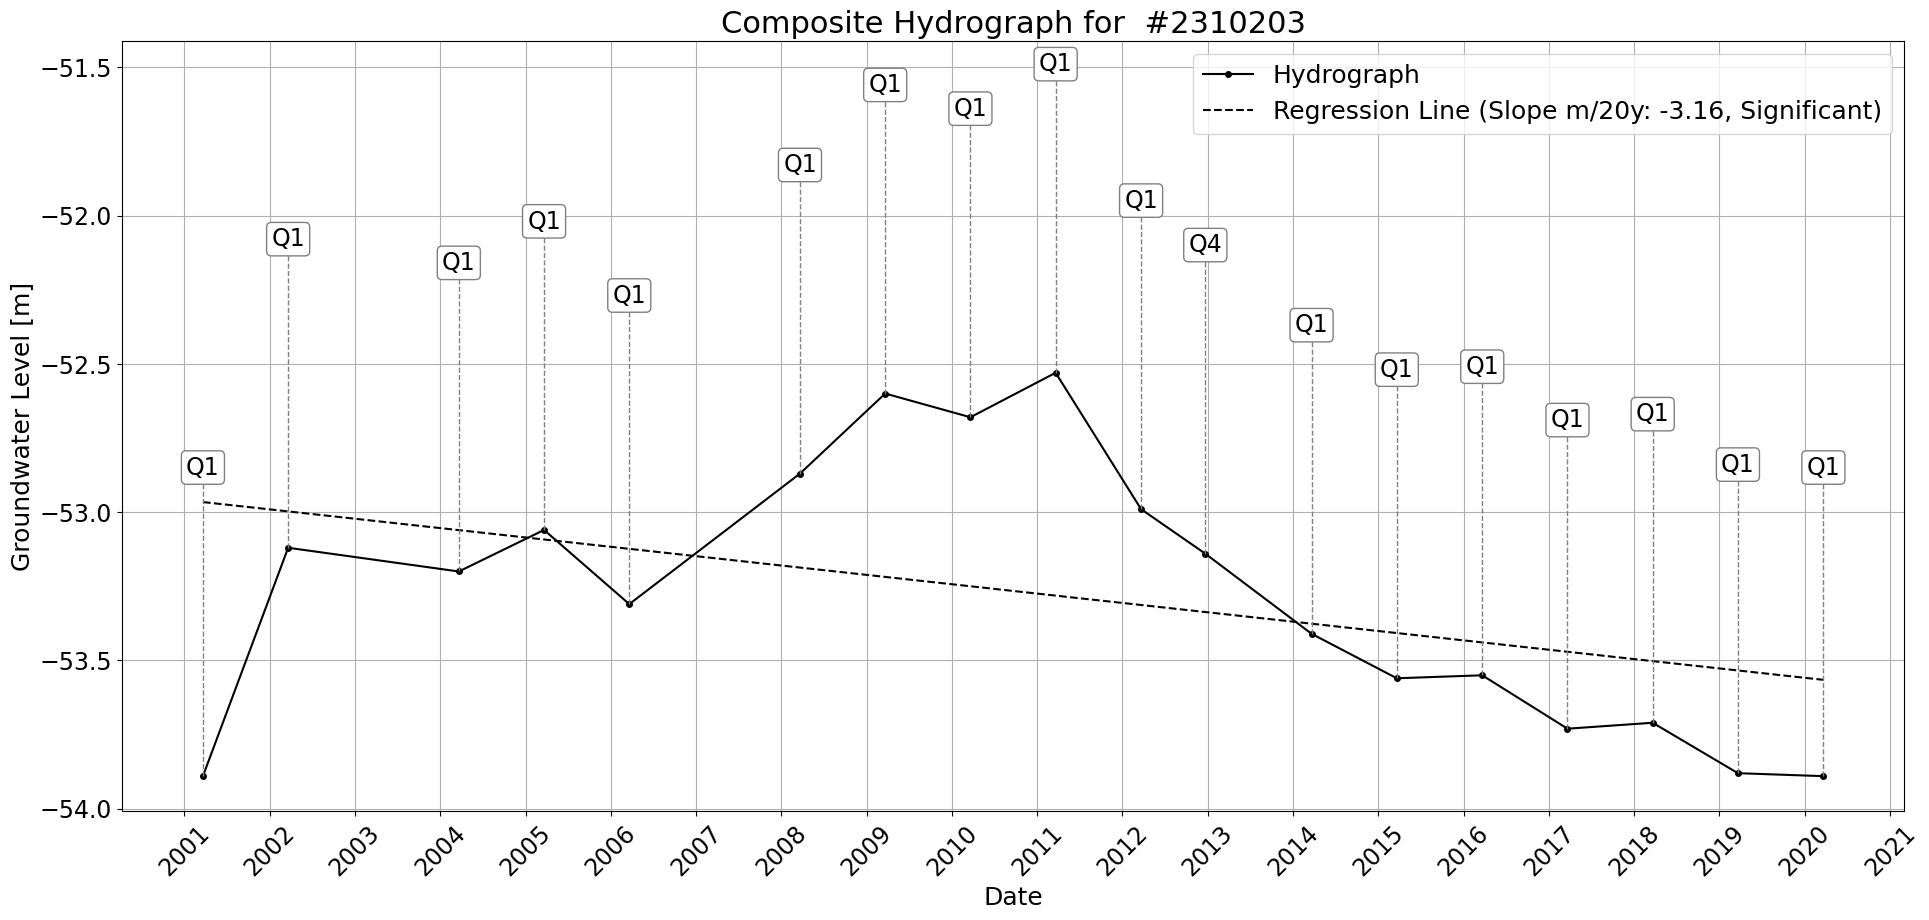 Composite Hydrograph for  #2310203
Hydrograph
Regression Line (Slope m/20y: -3.16, Significant)
Groundwater Level [m]
−51.5
−52.0
−52.5
−53.0
−53.5
−54.0
Q1
Q1
Q1
Q1
Q1
Q1
Q1
Q1
Q1
Q1
Q4
Q1
Q1
Q1
Q1
Q1
Q1
Q1
2001
2002
2003
2004
2005
2006
2007
2008
2009
2010
2011
2012
2013
2014
2015
2016
2017
2018
2019
2020
2021
Date